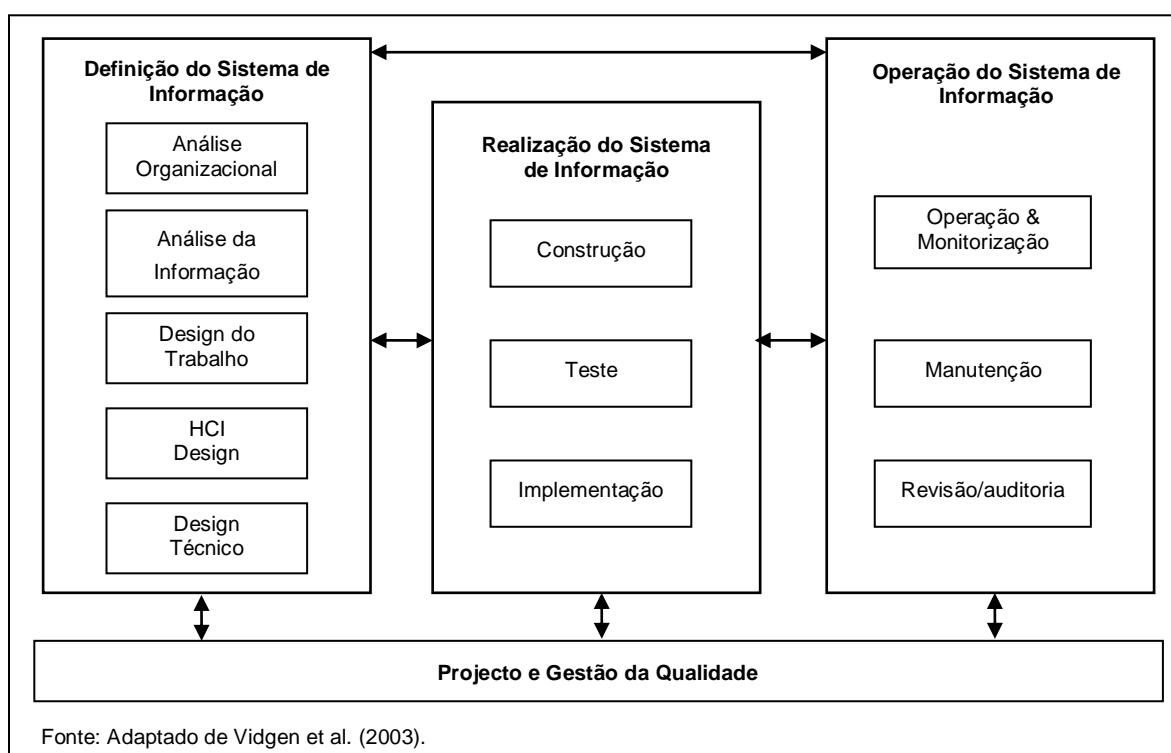 Definição do Sistema de
Informação
Análise
Organizacional
Análise da
Informação
Design do
Trabalho
HCI
Design
Design
Técnico
Realização do Sistema
de Informação
Construção
Teste
Implementação
Operação do Sistema de
Informação
Operação &
Monitorização
Manutenção
Revisão/auditoria
Projecto e Gestão da Qualidade
Fonte: Adaptado de Vidgen et al. (2003).